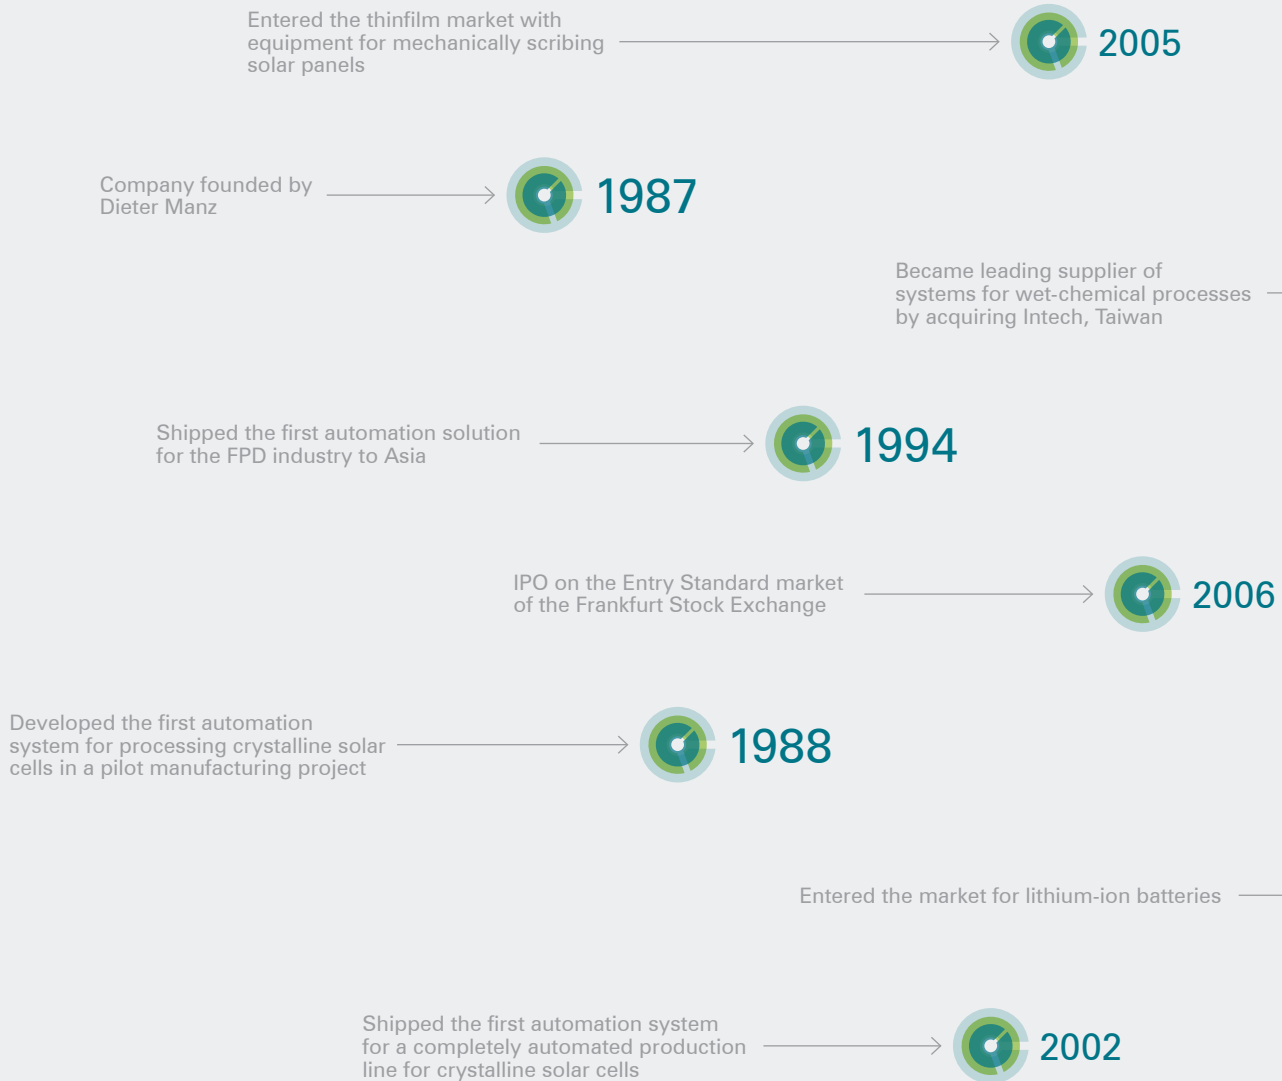 Entered the thinfilm market with
equipment for mechanically scribing
solar panels
2005
Company founded by
Dieter Manz
1987
Became leading supplier of
systems for wet-chemical processes
by acquiring Intech, Taiwan
Shipped the first automation solution
for the FPD industry to Asia
1994
IPO on the Entry Standard market
of the Frankfurt Stock Exchange
2006
Developed the first automation
system for processing crystalline solar
cells in a pilot manufacturing project
1988
Entered the market for lithium-ion batteries
Shipped the first automation system
for a completely automated production
line for crystalline solar cells
2002